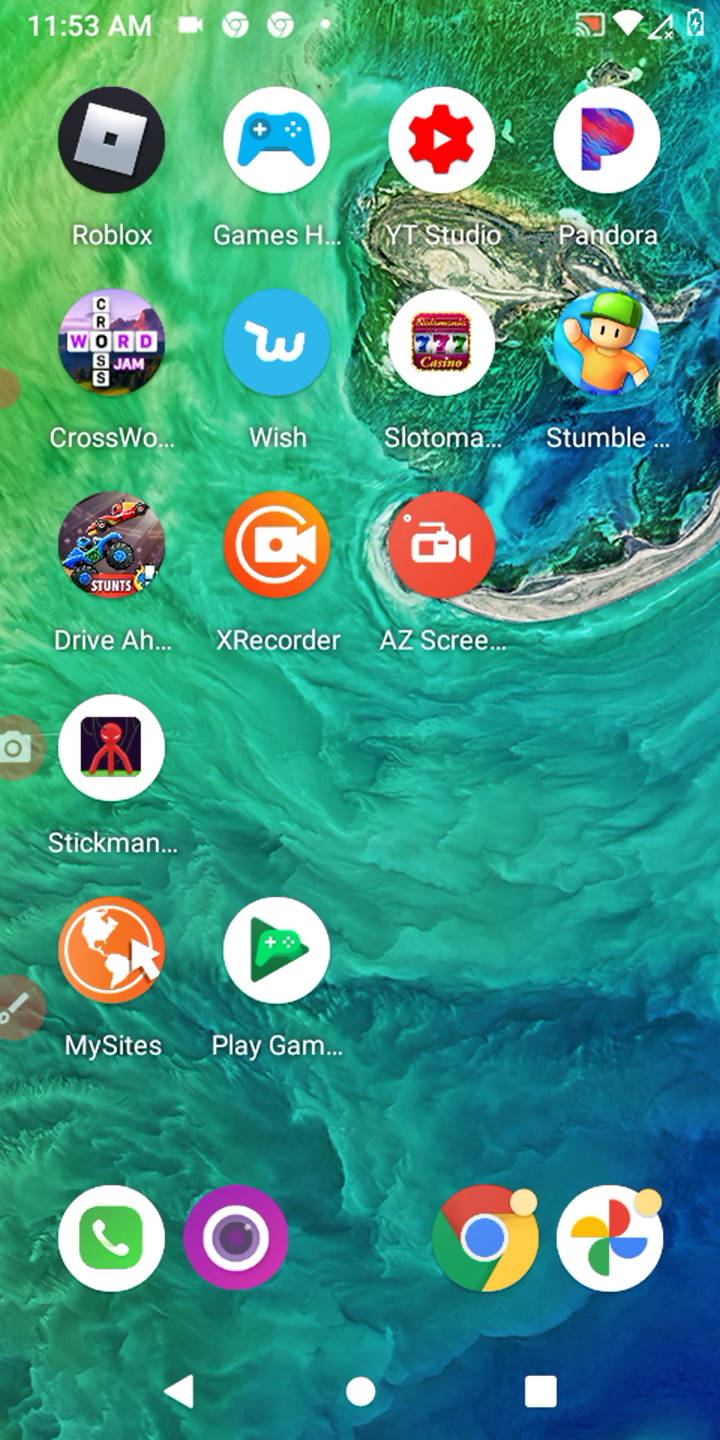 11:53 AM
Roblox
Games H...
YT Studio
Pandora
CROSS
WORD
JAM
Slotomania
777
Casino
CrossWo...
Wish
Slotoma...
Stumble ...
STUNTS
Drive Ah...
XRecorder
AZ Scree...
Stickman...
MySites
Play Gam...